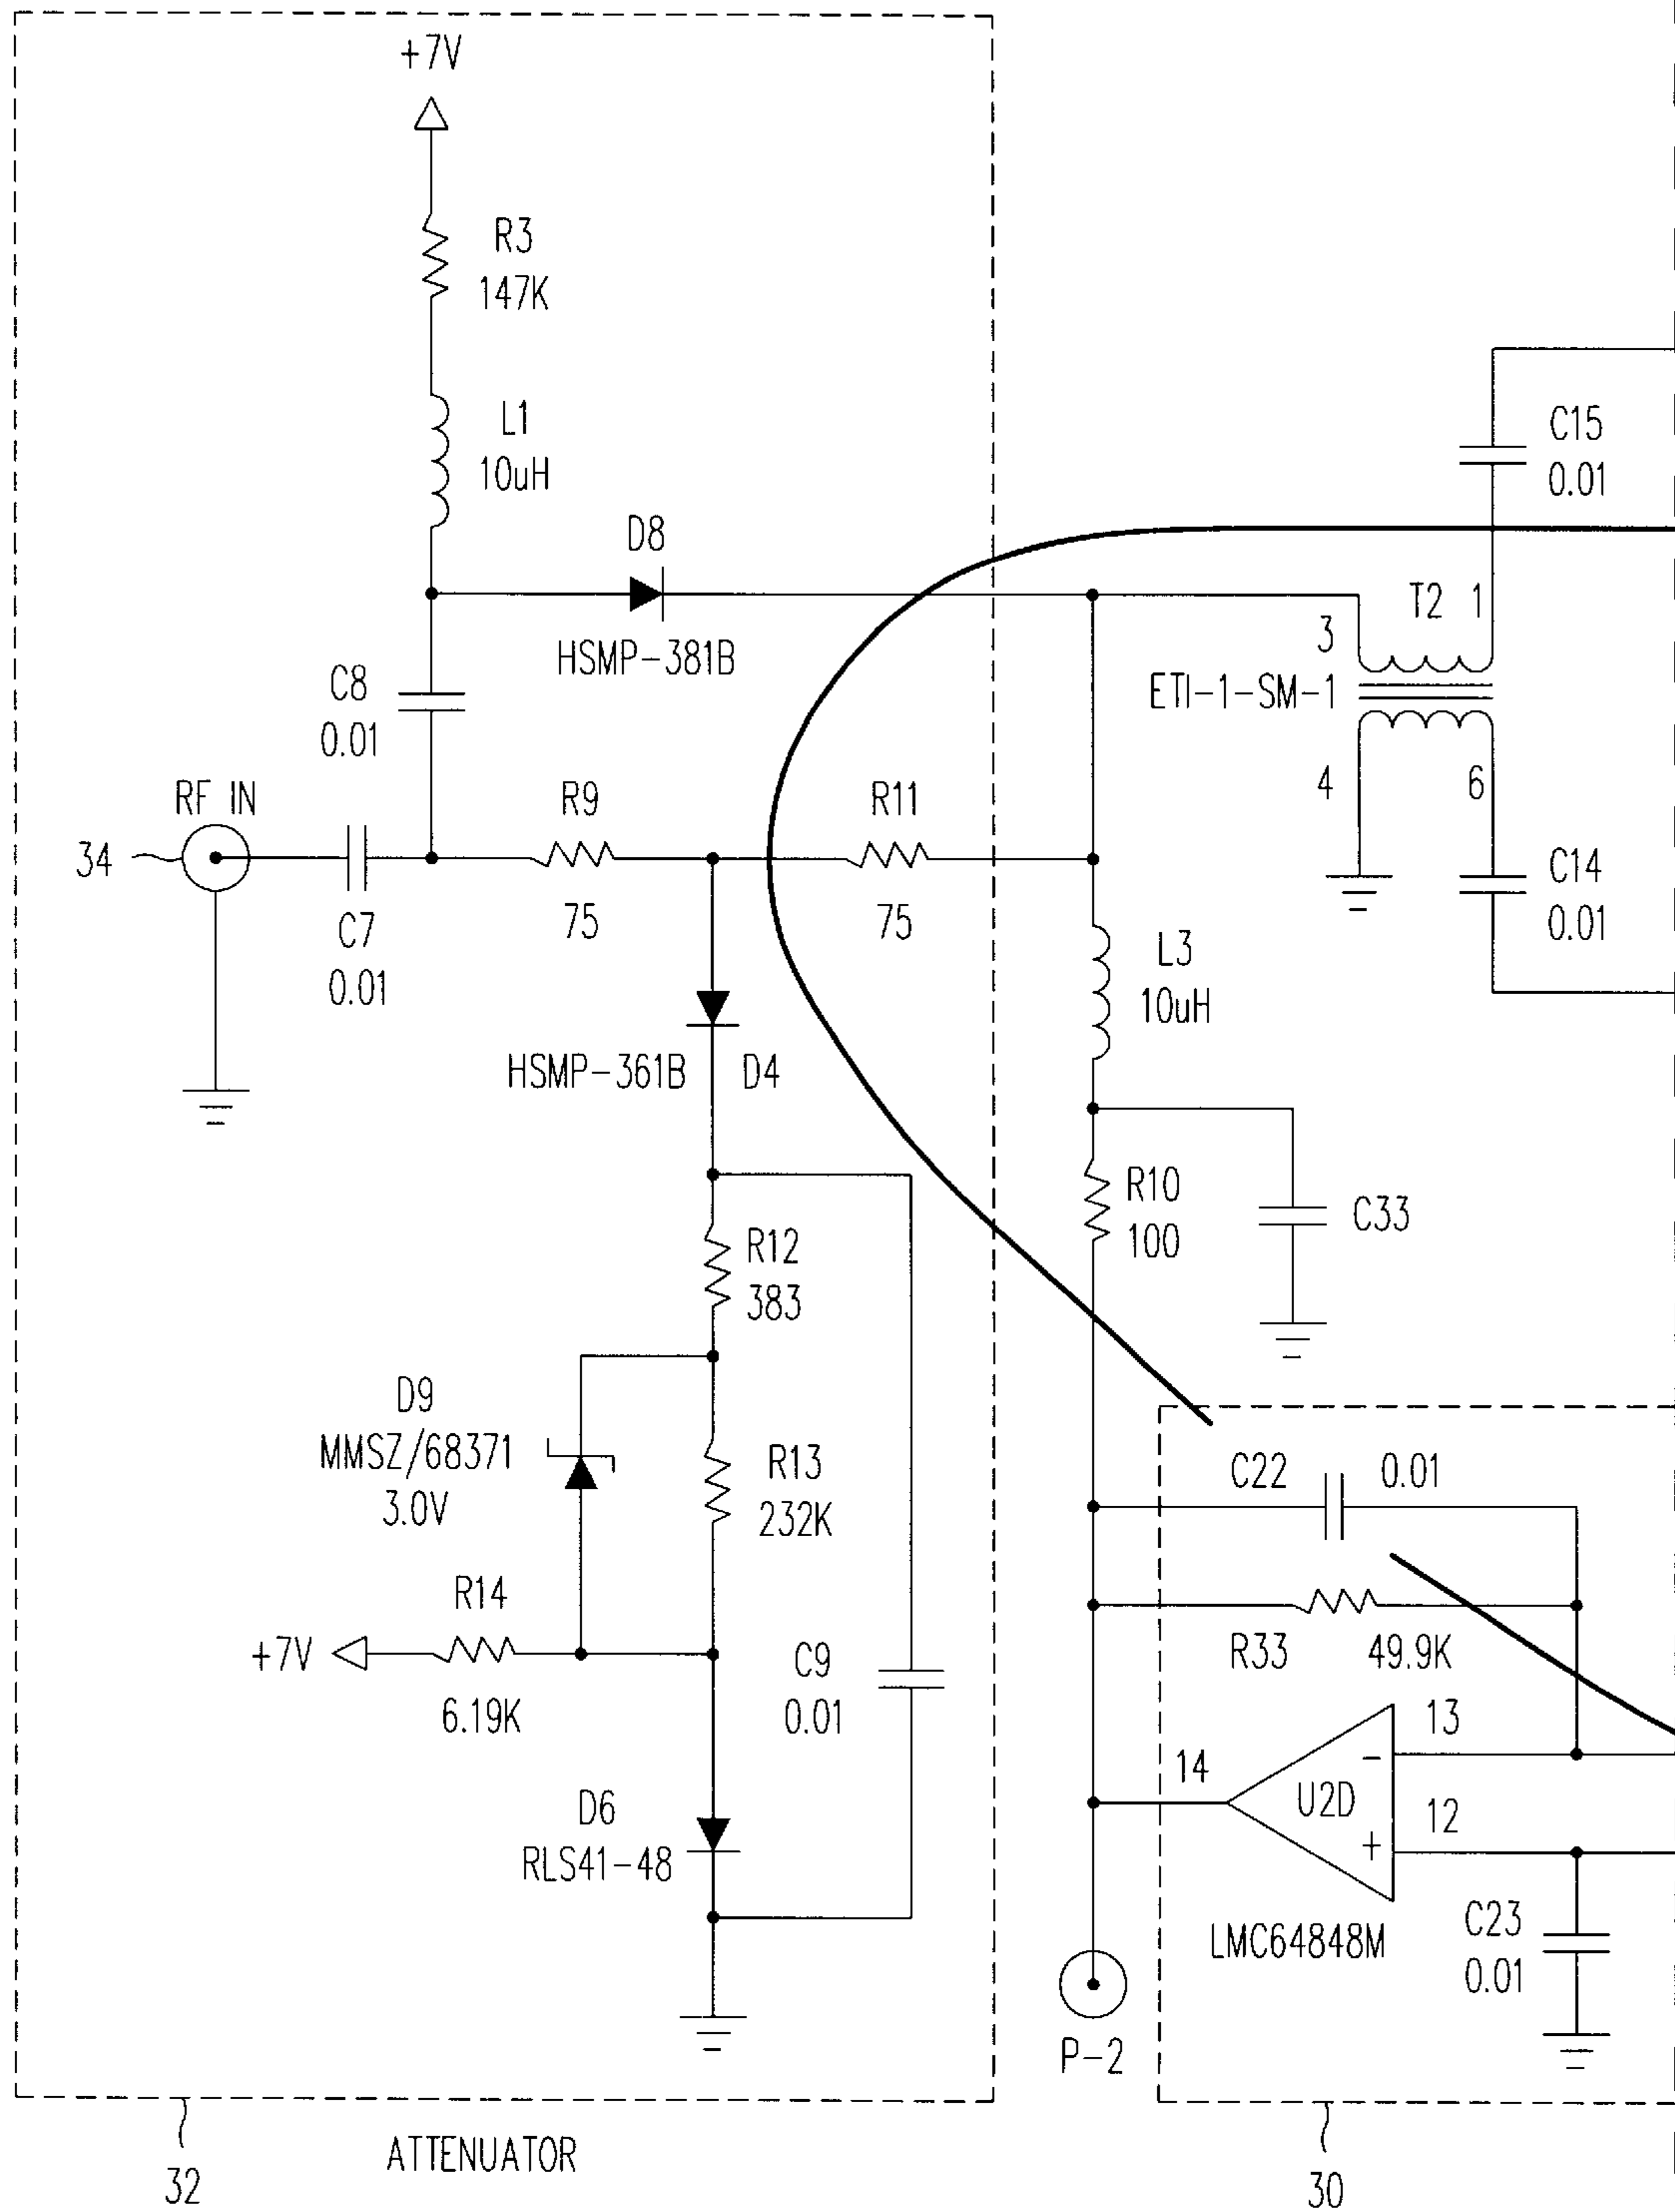 +7V
R3
147K
L1
10uH
C15
0.01
D8
HSMP-381B
T2 1
3
ETI-1-SM-1
C8
0.01
4
6
RF IN
R9
R11
34
C14
0.01
75
75
C7
0.01
L3
10uH
HSMP-361B D4
R10
100
C33
R12
383
D9
MMSZ/68371
3.0V
C22 0.01
R13
232K
R14
+7V
R33 49.9K
6.19K
C9
0.01
13
14
-
U2D
12
+
D6
RLS41-48
LMC64848M
C23
0.01
P-2
32
ATTENUATOR
30